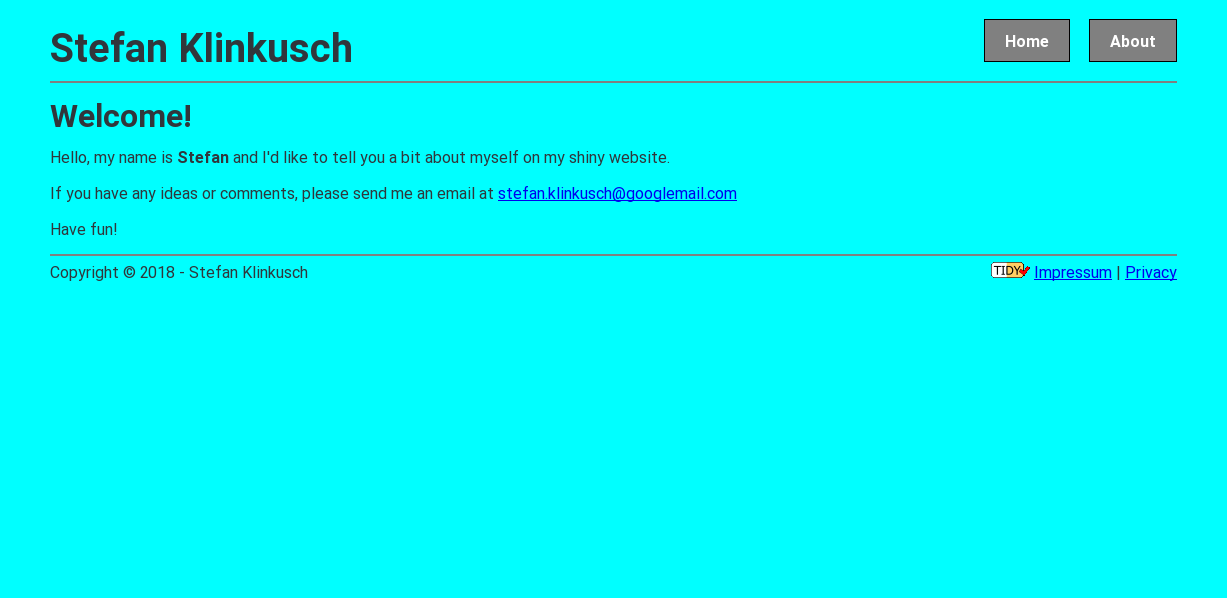 Stefan Klinkusch
Home
About
Welcome!
Hello, my name is Stefan and I'd like to tell you a bit about myself on my shiny website.
If you have any ideas or comments, please send me an email at stefan.klinkusch@googlemail.com
Have fun!
Copyright © 2018 - Stefan Klinkusch
TIDY Impressum | Privacy